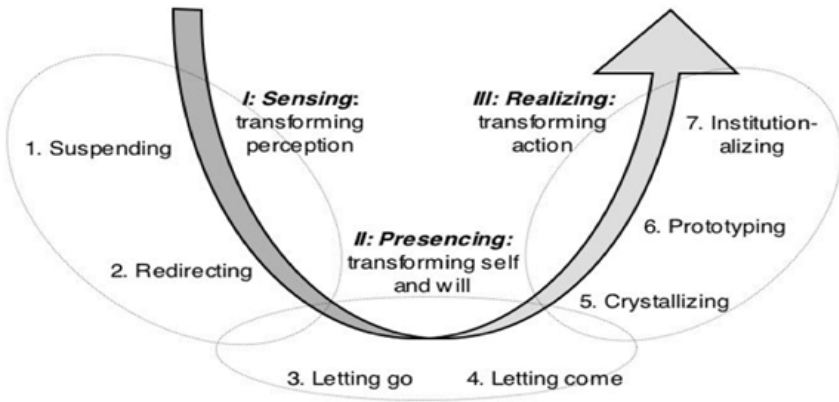 I: Sensing:
transforming
perception
III: Realizing:
transforming
action
1. Suspending
7. Institution-
alizing
II: Presencing:
transforming self
and will
6. Prototyping
2. Redirecting
5. Crystallizing
3. Letting go
4. Letting come